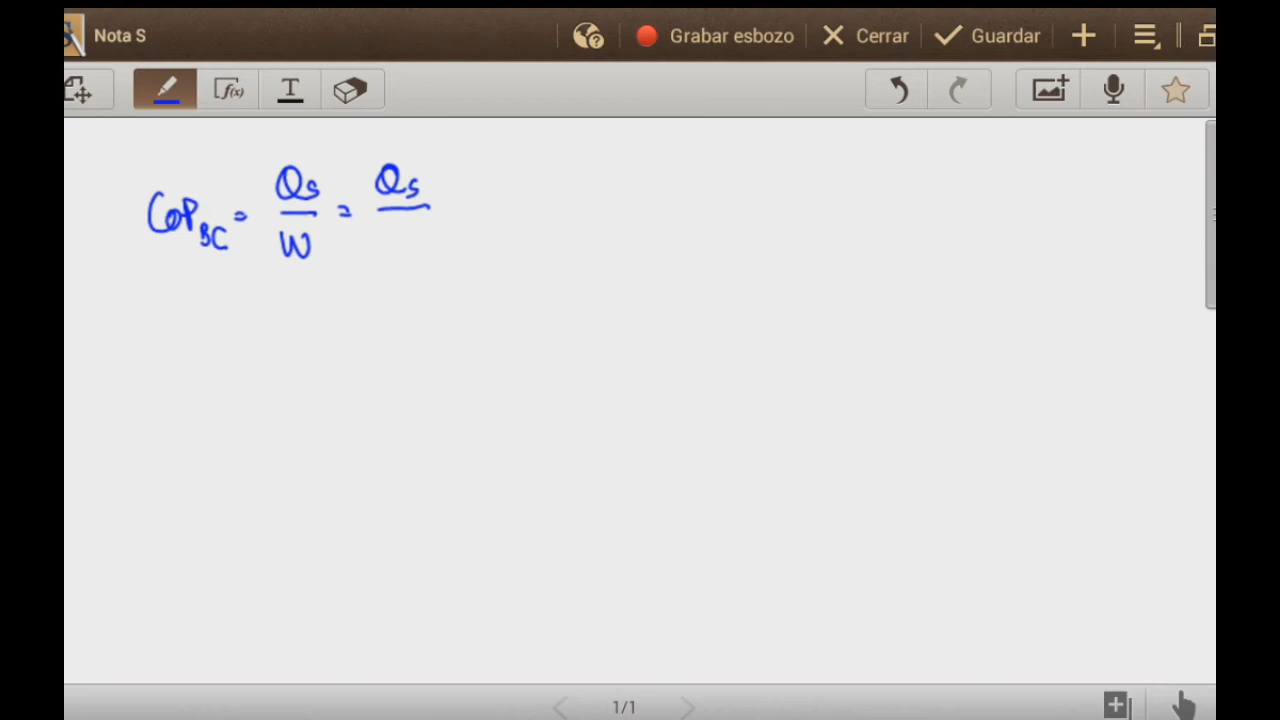 Nota S
Grabar esbozo
Cerrar
Guardar
f(x)
T
COP_BC = Qs/W = Qs/
1/1